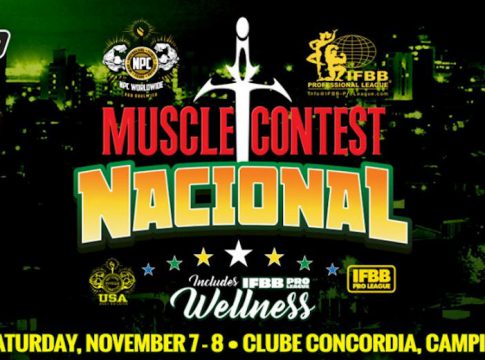 NPC
NPC WORLDWIDE
IFBB
PROFESSIONAL LEAGUE
MUSCLE CONTEST
NACIONAL
Includes IFBB PRO LEAGUE
Wellness
USA
IFBB
PRO LEAGUE
ATURDAY, NOVEMBER 7-8 • CLUBE CONCORDIA, CAMPI